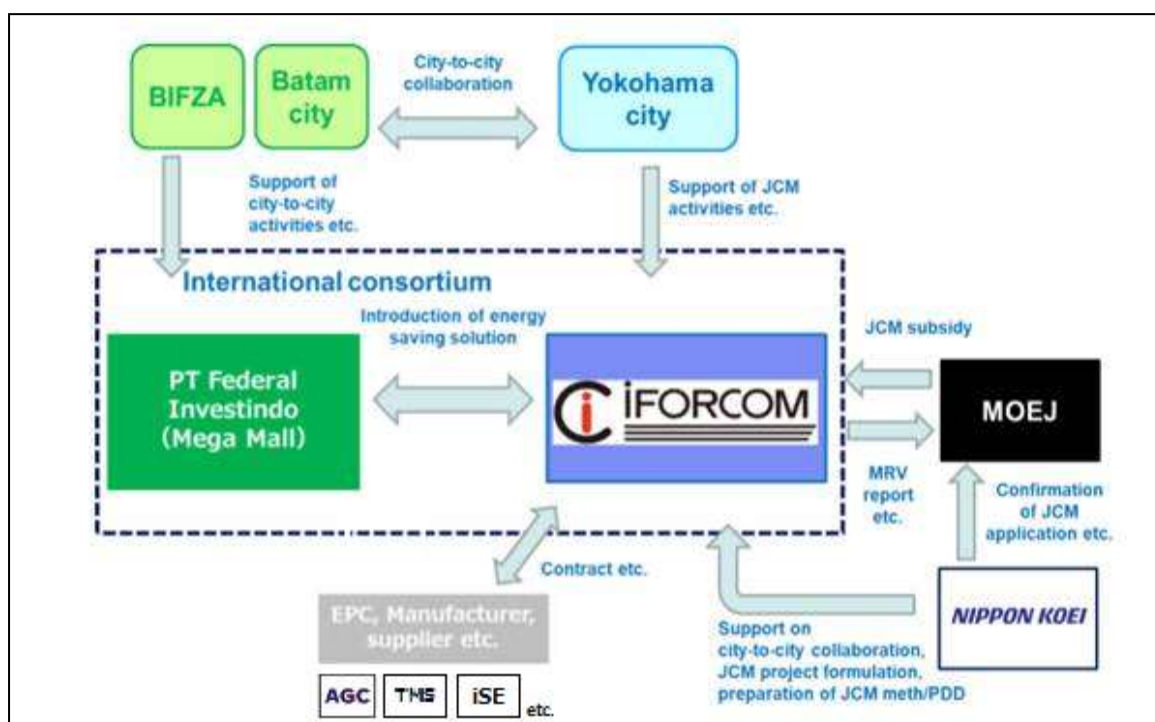 BIFZA
Batam
city
City-to-city
collaboration
Yokohama
city
Support of
city-to-city
activities etc.
Support of JCM
activities etc.
International consortium
Introduction of energy
saving solution
PT Federal
Investindo
(Mega Mall)
iFORCOM
JCM subsidy
MOEJ
MRV
report
etc.
Confirmation
of JCM
application etc.
Contract etc.
EPC, Manufacturer,
supplier etc.
AGC
TMS
iSE
etc.
Support on
city-to-city collaboration,
JCM project formulation,
preparation of JCM meth/PDD
NIPPON KOEI